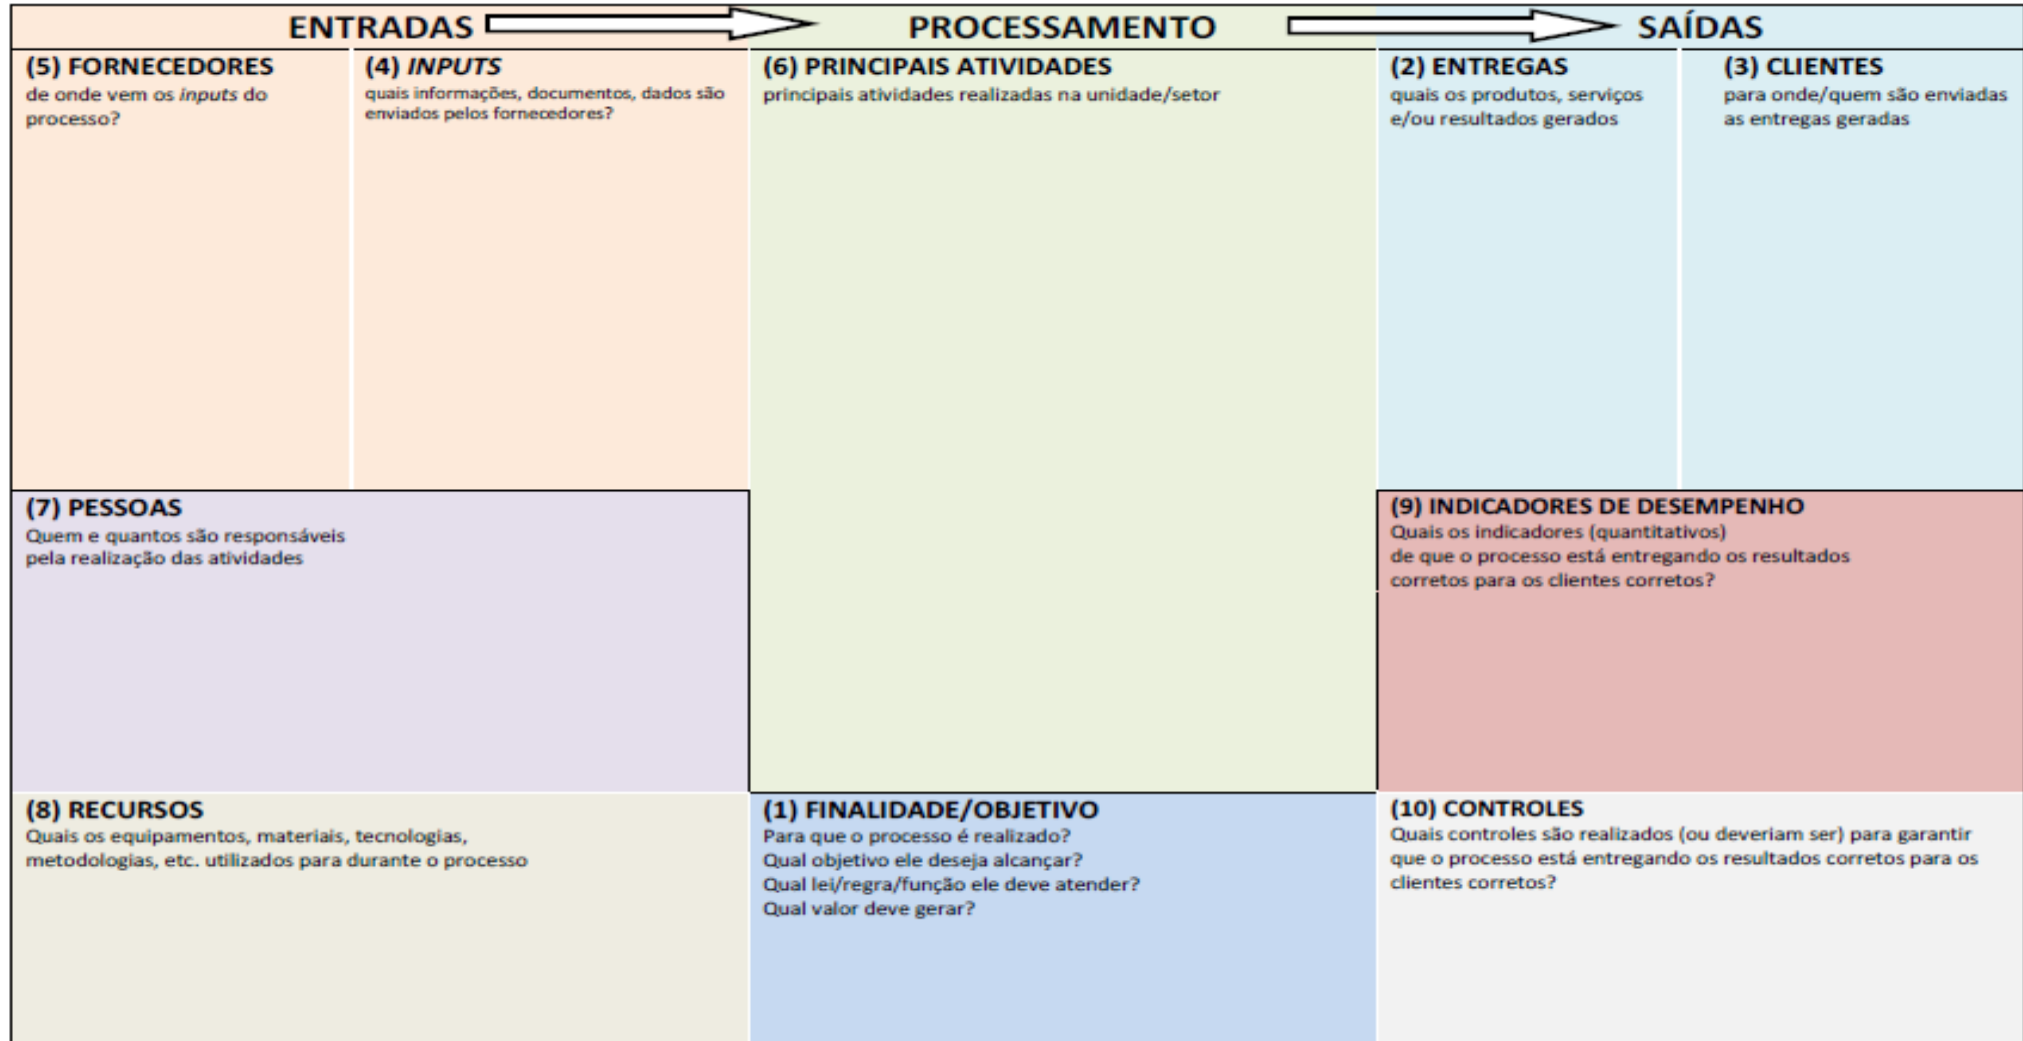 ENTRADAS
PROCESSAMENTO
SAÍDAS
(5) FORNECEDORES
de onde vem os inputs do
processo?
(4) INPUTS
quais informações, documentos, dados são
enviados pelos fornecedores?
(6) PRINCIPAIS ATIVIDADES
principais atividades realizadas na unidade/setor
(2) ENTREGAS
quais os produtos, serviços
e/ou resultados gerados
(3) CLIENTES
para onde/quem são enviadas
as entregas geradas
(7) PESSOAS
Quem e quantos são responsáveis
pela realização das atividades
(9) INDICADORES DE DESEMPENHO
Quais os indicadores (quantitativos)
de que o processo está entregando os resultados
corretos para os clientes corretos?
(8) RECURSOS
Quais os equipamentos, materiais, tecnologias,
metodologias, etc. utilizados para durante o processo
(1) FINALIDADE/OBJETIVO
Para que o processo é realizado?
Qual objetivo ele deseja alcançar?
Qual lei/regra/função ele deve atender?
Qual valor deve gerar?
(10) CONTROLES
Quais controles são realizados (ou deveriam ser) para garantir
que o processo está entregando os resultados corretos para os
clientes corretos?